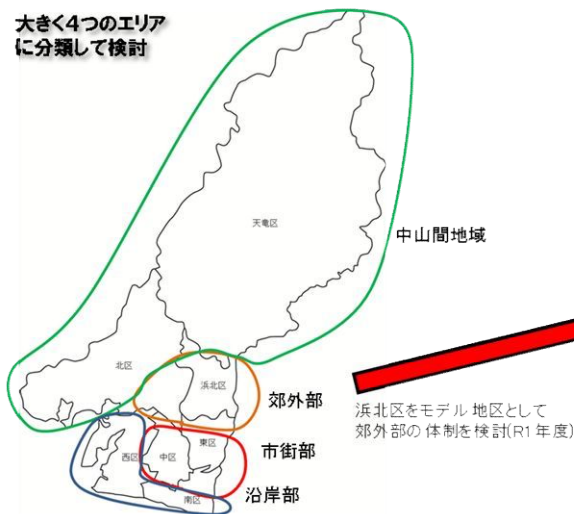 大きく4つのエリア
に分類して検討
天竜区
中山間地域
北区
浜北区
郊外部
浜北区をモデル地区として
郊外部の体制を検討(R1年度)
東区
市街部
西区
中区
沿岸部
南区